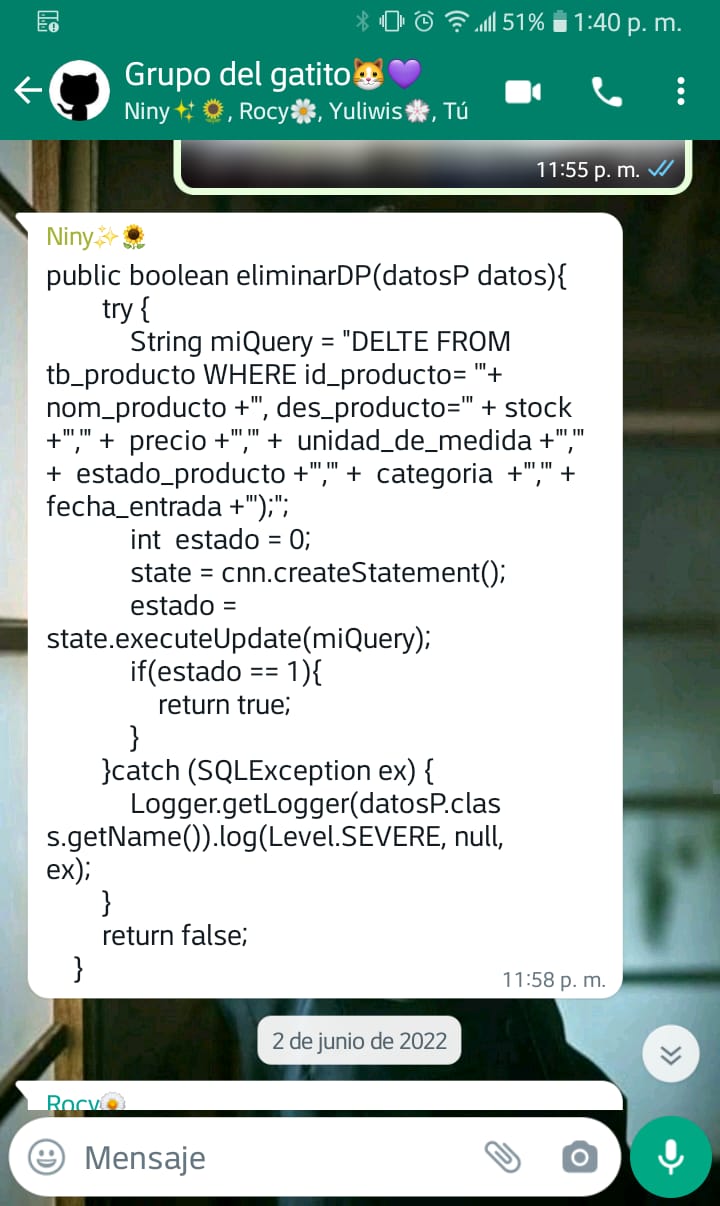 51% 1:40 p. m.
Grupo del gatito🐱💜
Niny✨🌻, Rocy🌼, Yuliwis🌸, Tú
11:55 p. m.
Niny✨🌻
public boolean eliminarDP(datosP datos){
try {
String miQuery = "DELTE FROM
tb_producto WHERE id_producto= '"+
nom_producto +"', des_producto='" + stock
+"','" +  precio +"','" +  unidad_de_medida +"','"
+  estado_producto +"','" +  categoria  +"','" +
fecha_entrada +"');";
int  estado = 0;
state = cnn.createStatement();
estado =
state.executeUpdate(miQuery);
if(estado == 1){
return true;
}
}catch (SQLException ex) {
Logger.getLogger(datosP.clas
s.getName()).log(Level.SEVERE, null,
ex);
}
return false;
}
11:58 p. m.
2 de junio de 2022
Rocy🌼
Mensaje